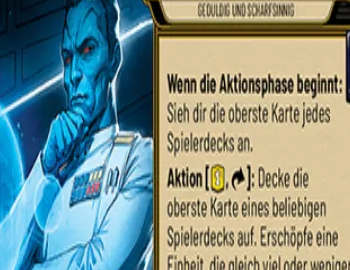 GEDULDIG UND SCHARFSINNIG
Wenn die Aktionsphase beginnt:
Sieh dir die oberste Karte jedes
Spielerdecks an.
Aktion [1, ]: Decke die
oberste Karte eines beliebigen
Spielerdecks auf. Erschöpfe eine
Einheit, die gleich viel oder weniger